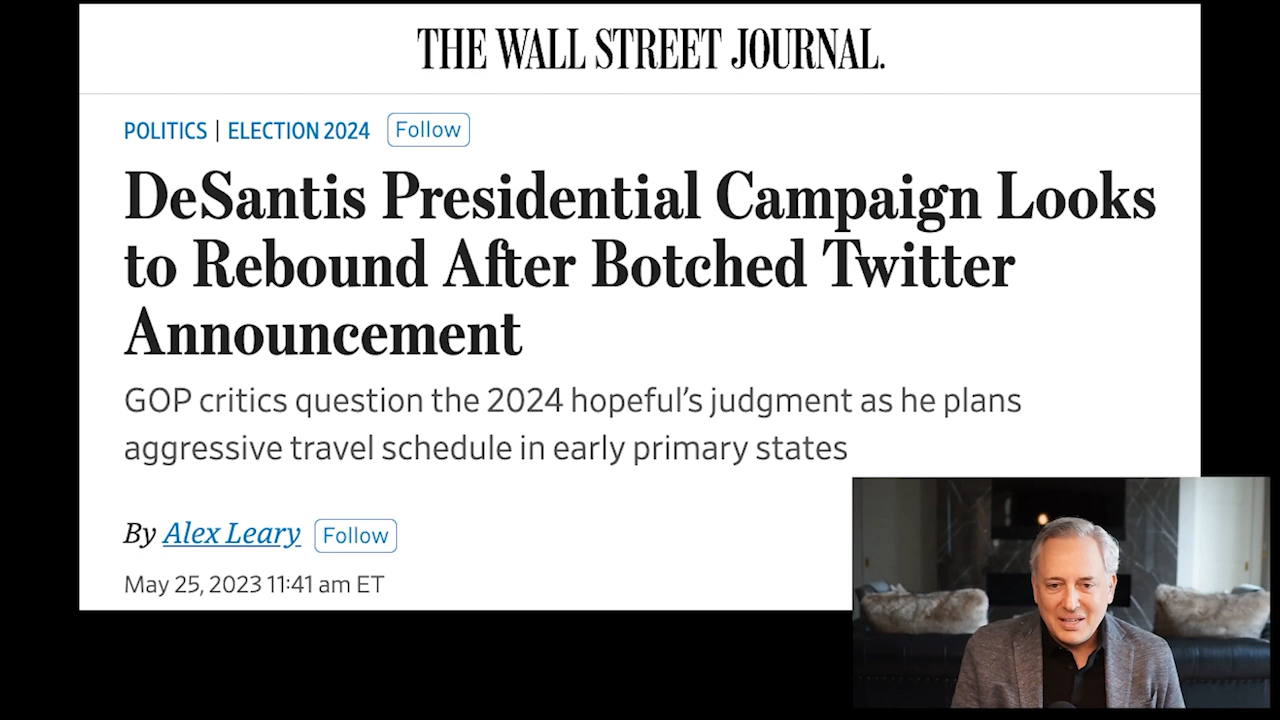 THE WALL STREET JOURNAL.
POLITICS | ELECTION 2024 Follow
DeSantis Presidential Campaign Looks
to Rebound After Botched Twitter
Announcement
GOP critics question the 2024 hopeful’s judgment as he plans
aggressive travel schedule in early primary states
By Alex Leary Follow
May 25, 2023 11:41 am ET